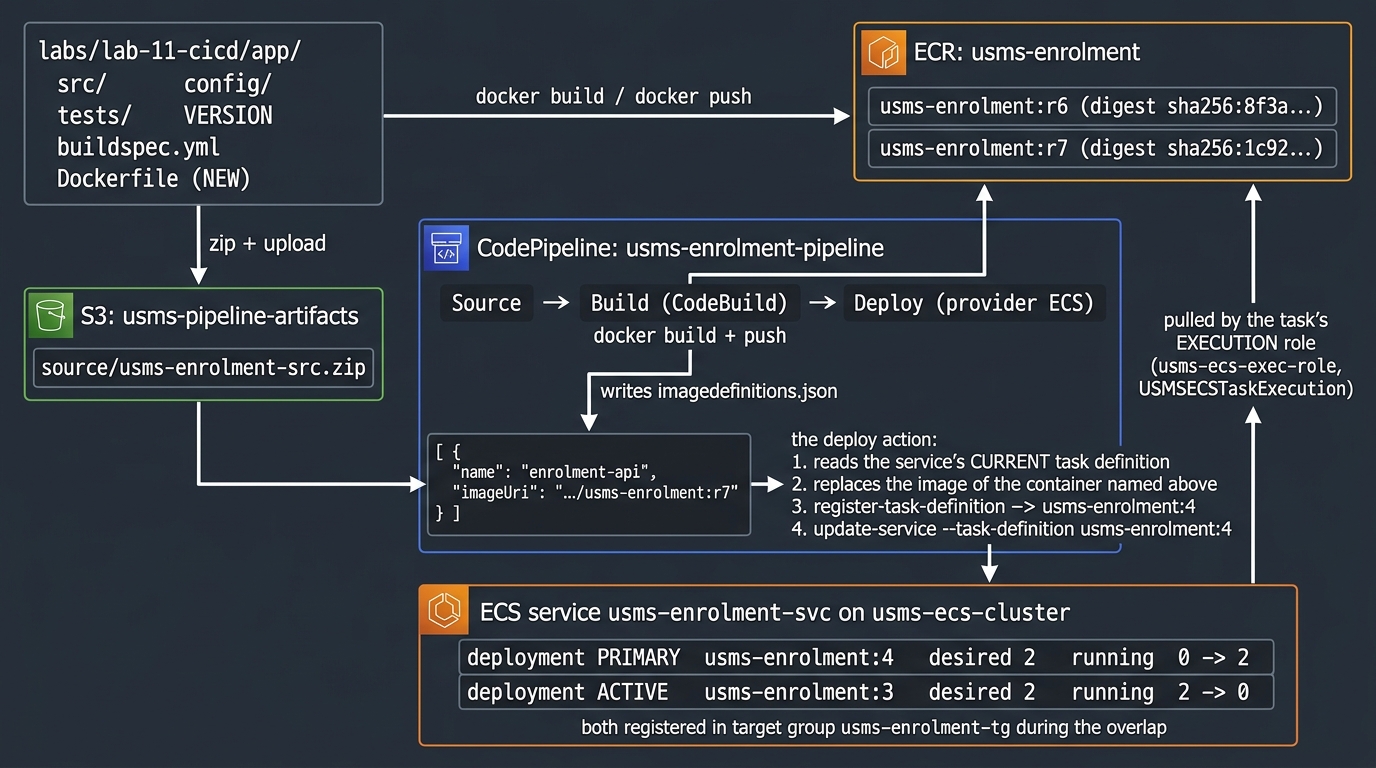 labs/lab-11-cicd/app/
src/ config/
tests/ VERSION
buildspec.yml
Dockerfile (NEW)
docker build / docker push
ECR: usms-enrolment
usms-enrolment:r6 (digest sha256:8f3a...)
usms-enrolment:r7 (digest sha256:1c92...)
zip + upload
S3: usms-pipeline-artifacts
source/usms-enrolment-src.zip
CodePipeline: usms-enrolment-pipeline
Source → Build (CodeBuild) → Deploy (provider ECS)
docker build + push
writes imagedefinitions.json
[ {
"name": "enrolment-api",
"imageUri": ".../usms-enrolment:r7"
} ]
the deploy action:
1. reads the service's CURRENT task definition
2. replaces the image of the container named above
3. register-task-definition -> usms-enrolment:4
4. update-service --task-definition usms-enrolment:4
pulled by the task's
EXECUTION role
(usms-ecs-exec-role,
USMSECSTaskExecution)
ECS service usms-enrolment-svc on usms-ecs-cluster
deployment PRIMARY usms-enrolment:4 desired 2 running 0 -> 2
deployment ACTIVE usms-enrolment:3 desired 2 running 2 -> 0
both registered in target group usms-enrolment-tg during the overlap